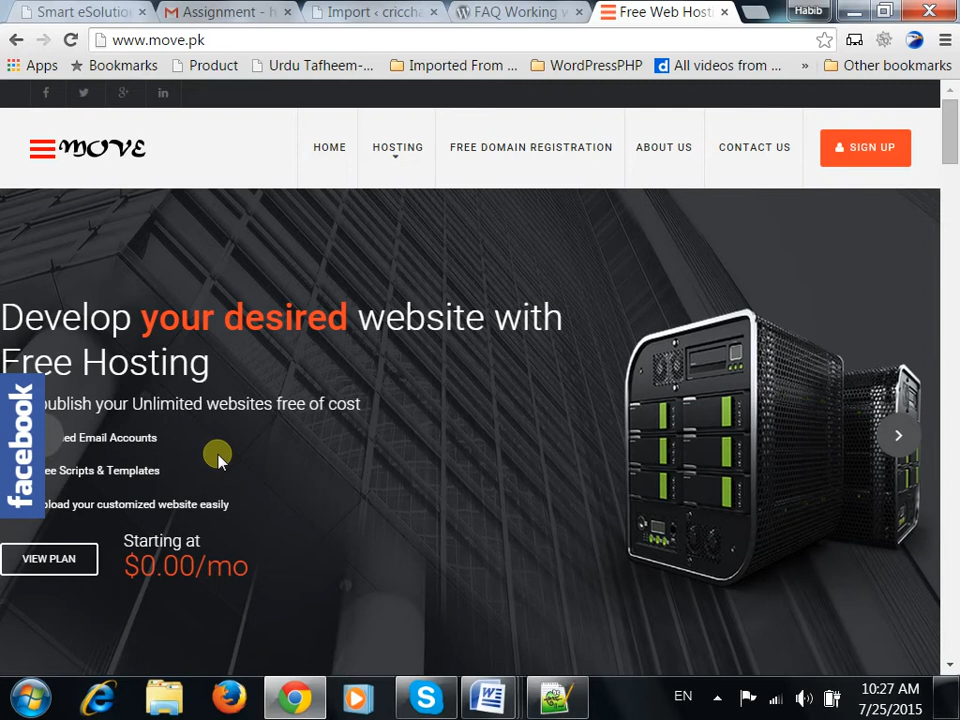 Smart eSolutio
Assignment - h
Import ‹ criccha
FAQ Working w
Free Web Hosti
Habib
www.move.pk
Apps
Bookmarks
Product
Urdu Tafheem-...
Imported From ...
WordPressPHP
All videos from ...
»
Other bookmarks
MOVE
HOME
HOSTING
FREE DOMAIN REGISTRATION
ABOUT US
CONTACT US
SIGN UP
Develop your desired website with
Free Hosting
publish your Unlimited websites free of cost
ed Email Accounts
ee Scripts & Templates
pload your customized website easily
facebook
VIEW PLAN
Starting at
$0.00/mo
EN
10:27 AM
7/25/2015